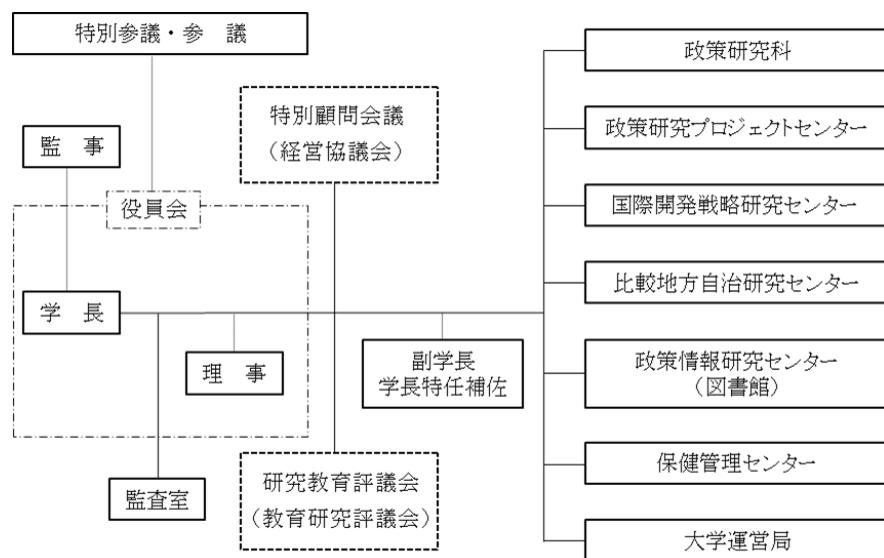 特別参議・参　議
政策研究科
特別顧問会議
（経営協議会）
政策研究プロジェクトセンター
監　事
役員会
国際開発戦略研究センター
学　長
比較地方自治研究センター
理　事
副学長
学長特任補佐
政策情報研究センター
（図書館）
監査室
研究教育評議会
（教育研究評議会）
保健管理センター
大学運営局